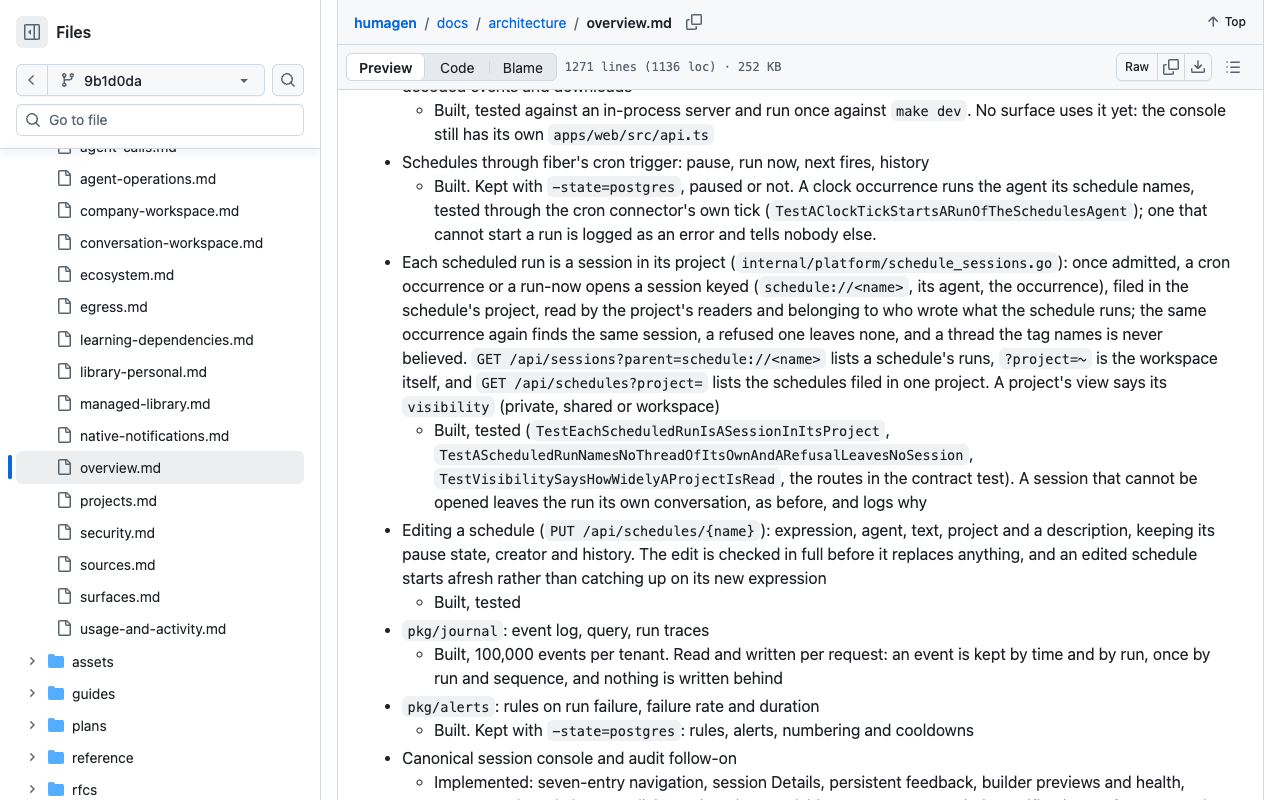 Files
9b1d0da
Go to file
agent-calls.md
agent-operations.md
company-workspace.md
conversation-workspace.md
ecosystem.md
egress.md
learning-dependencies.md
library-personal.md
managed-library.md
native-notifications.md
overview.md
projects.md
security.md
sources.md
surfaces.md
usage-and-activity.md
assets
guides
plans
reference
rfcs
humagen / docs / architecture / overview.md
Top
Preview Code Blame 1271 lines (1136 loc) · 252 KB
Raw
decoded events and downloads
Built, tested against an in-process server and run once against make dev. No surface uses it yet: the console
still has its own apps/web/src/api.ts
Schedules through fiber's cron trigger: pause, run now, next fires, history
Built. Kept with -state=postgres, paused or not. A clock occurrence runs the agent its schedule names,
tested through the cron connector's own tick (TestAClockTickStartsARunOfTheSchedulesAgent); one that
cannot start a run is logged as an error and tells nobody else.
Each scheduled run is a session in its project (internal/platform/schedule_sessions.go): once admitted, a cron
occurrence or a run-now opens a session keyed (schedule://<name>, its agent, the occurrence), filed in the
schedule's project, read by the project's readers and belonging to who wrote what the schedule runs; the same
occurrence again finds the same session, a refused one leaves none, and a thread the tag names is never
believed. GET /api/sessions?parent=schedule://<name> lists a schedule's runs, ?project=~ is the workspace
itself, and GET /api/schedules?project= lists the schedules filed in one project. A project's view says its
visibility (private, shared or workspace)
Built, tested (TestEachScheduledRunIsASessionInItsProject,
TestAScheduledRunNamesNoThreadOfItsOwnAndARefusalLeavesNoSession,
TestVisibilitySaysHowWidelyAProjectIsRead, the routes in the contract test). A session that cannot be
opened leaves the run its own conversation, as before, and logs why
Editing a schedule (PUT /api/schedules/{name}): expression, agent, text, project and a description, keeping its
pause state, creator and history. The edit is checked in full before it replaces anything, and an edited schedule
starts afresh rather than catching up on its new expression
Built, tested
pkg/journal: event log, query, run traces
Built, 100,000 events per tenant. Read and written per request: an event is kept by time and by run, once by
run and sequence, and nothing is written behind
pkg/alerts: rules on run failure, failure rate and duration
Built. Kept with -state=postgres: rules, alerts, numbering and cooldowns
Canonical session console and audit follow-on
Implemented: seven-entry navigation, session Details, persistent feedback, builder previews and health,